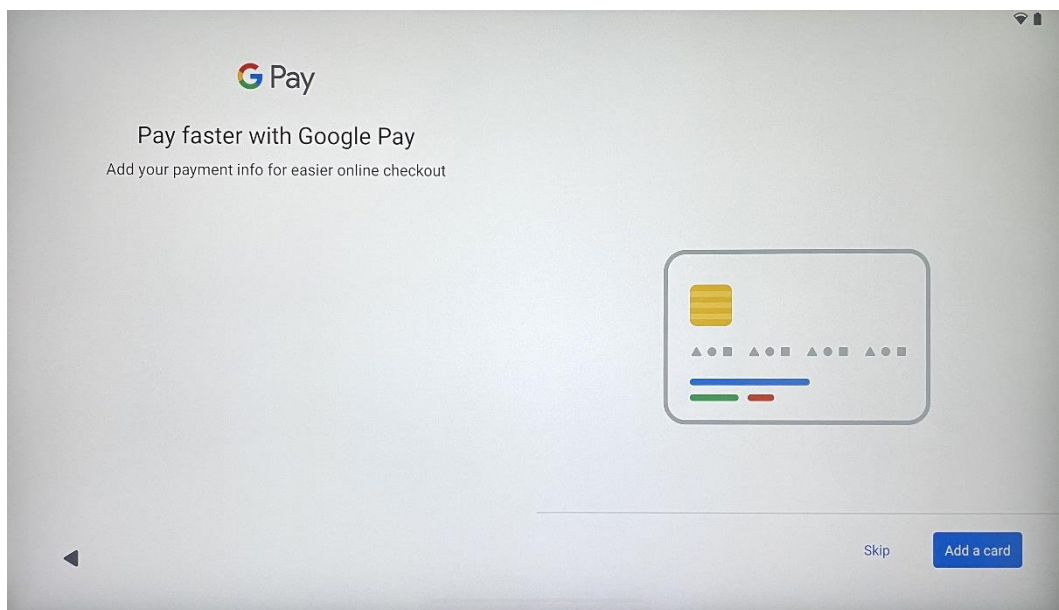 G Pay
Pay faster with Google Pay
Add your payment info for easier online checkout
Skip
Add a card